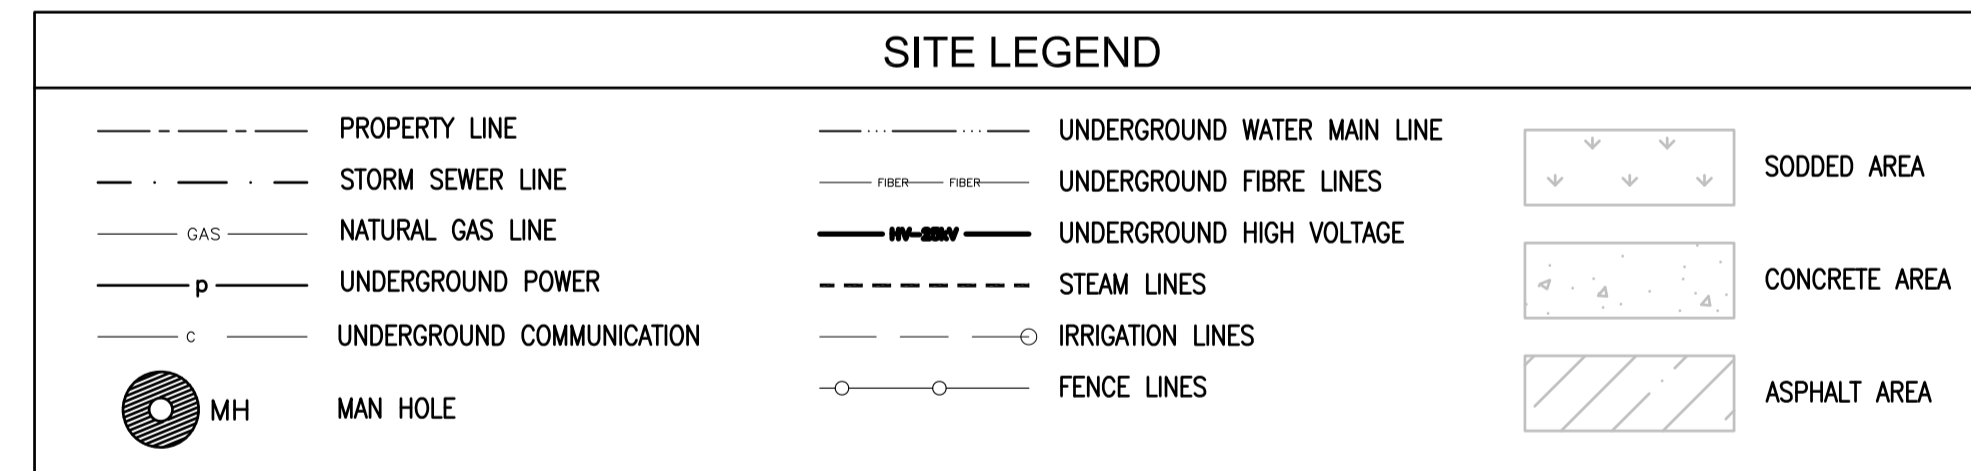 SITE LEGEND
PROPERTY LINE
STORM SEWER LINE
GAS NATURAL GAS LINE
p UNDERGROUND POWER
c UNDERGROUND COMMUNICATION
MH MAN HOLE
UNDERGROUND WATER MAIN LINE
FIBER FIBER UNDERGROUND FIBRE LINES
HV-25kV UNDERGROUND HIGH VOLTAGE
STEAM LINES
IRRIGATION LINES
FENCE LINES
SODDED AREA
CONCRETE AREA
ASPHALT AREA